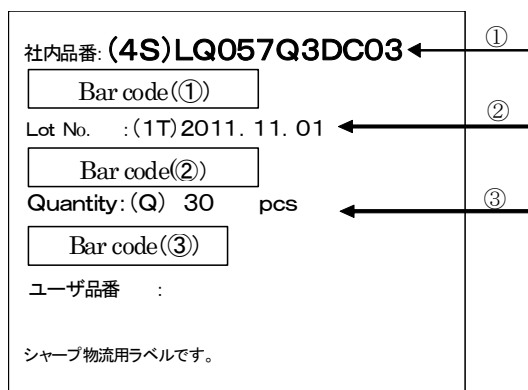 社内品番: (4S)LQ057Q3DC03
①
Bar code(①)
②
Lot No. :(1T)2011. 11. 01
Bar code(②)
Quantity:(Q) 30 pcs
③
Bar code(③)
ユーザ品番 :
シャープ物流用ラベルです。